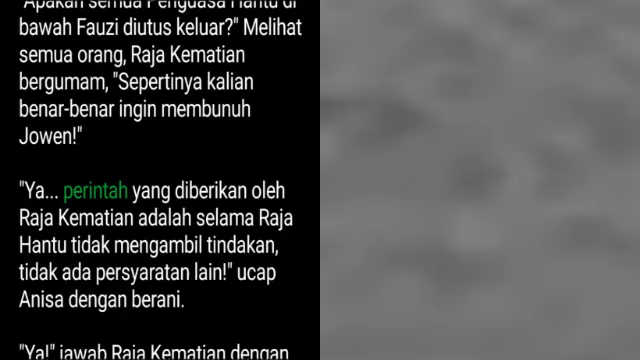 "Apakah semua Penguasa Hantu di
bawah Fauzi diutus keluar?" Melihat
semua orang, Raja Kematian
bergumam, "Sepertinya kalian
benar-benar ingin membunuh
Jowen!"
"Ya... perintah yang diberikan oleh
Raja Kematian adalah selama Raja
Hantu tidak mengambil tindakan,
tidak ada persyaratan lain!" ucap
Anisa dengan berani.
"Ya!" jawab Raja Kematian dengan